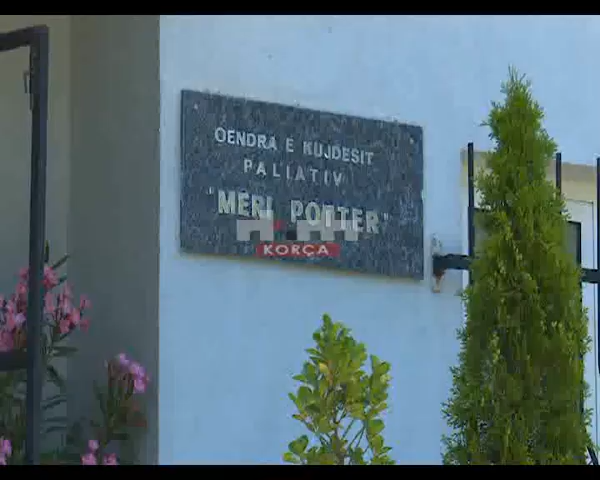 QENDRA E KUJDESIT
PALIATIV
"MERI POTTER"
KORÇA